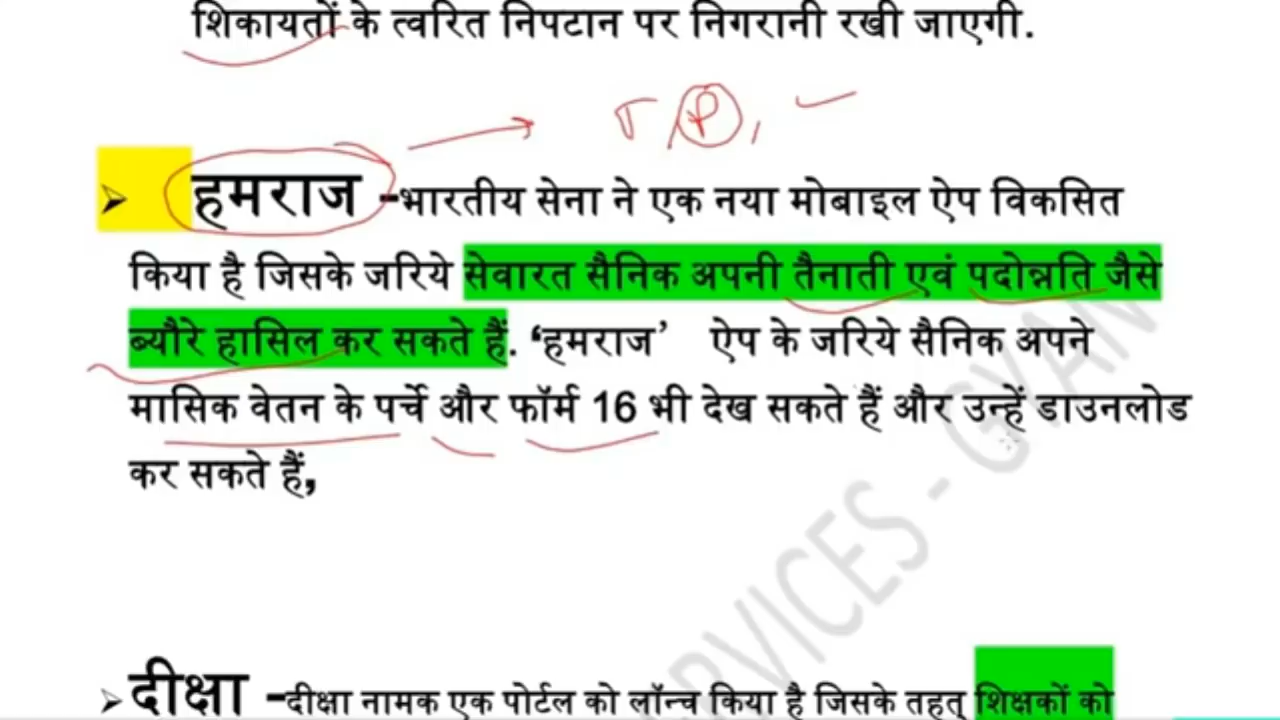 शिकायतों के त्वरित निपटान पर निगरानी रखी जाएगी.
P,
➢ हमराज -भारतीय सेना ने एक नया मोबाइल ऐप विकसित
किया है जिसके जरिये सेवारत सैनिक अपनी तैनाती एवं पदोन्नति जैसे
ब्यौरे हासिल कर सकते हैं. ‘हमराज’ ऐप के जरिये सैनिक अपने
मासिक वेतन के पर्चे और फॉर्म 16 भी देख सकते हैं और उन्हें डाउनलोड
कर सकते हैं,
➢ दीक्षा -दीक्षा नामक एक पोर्टल को लॉन्च किया है जिसके तहत् शिक्षकों को
SERVICES - GYAN